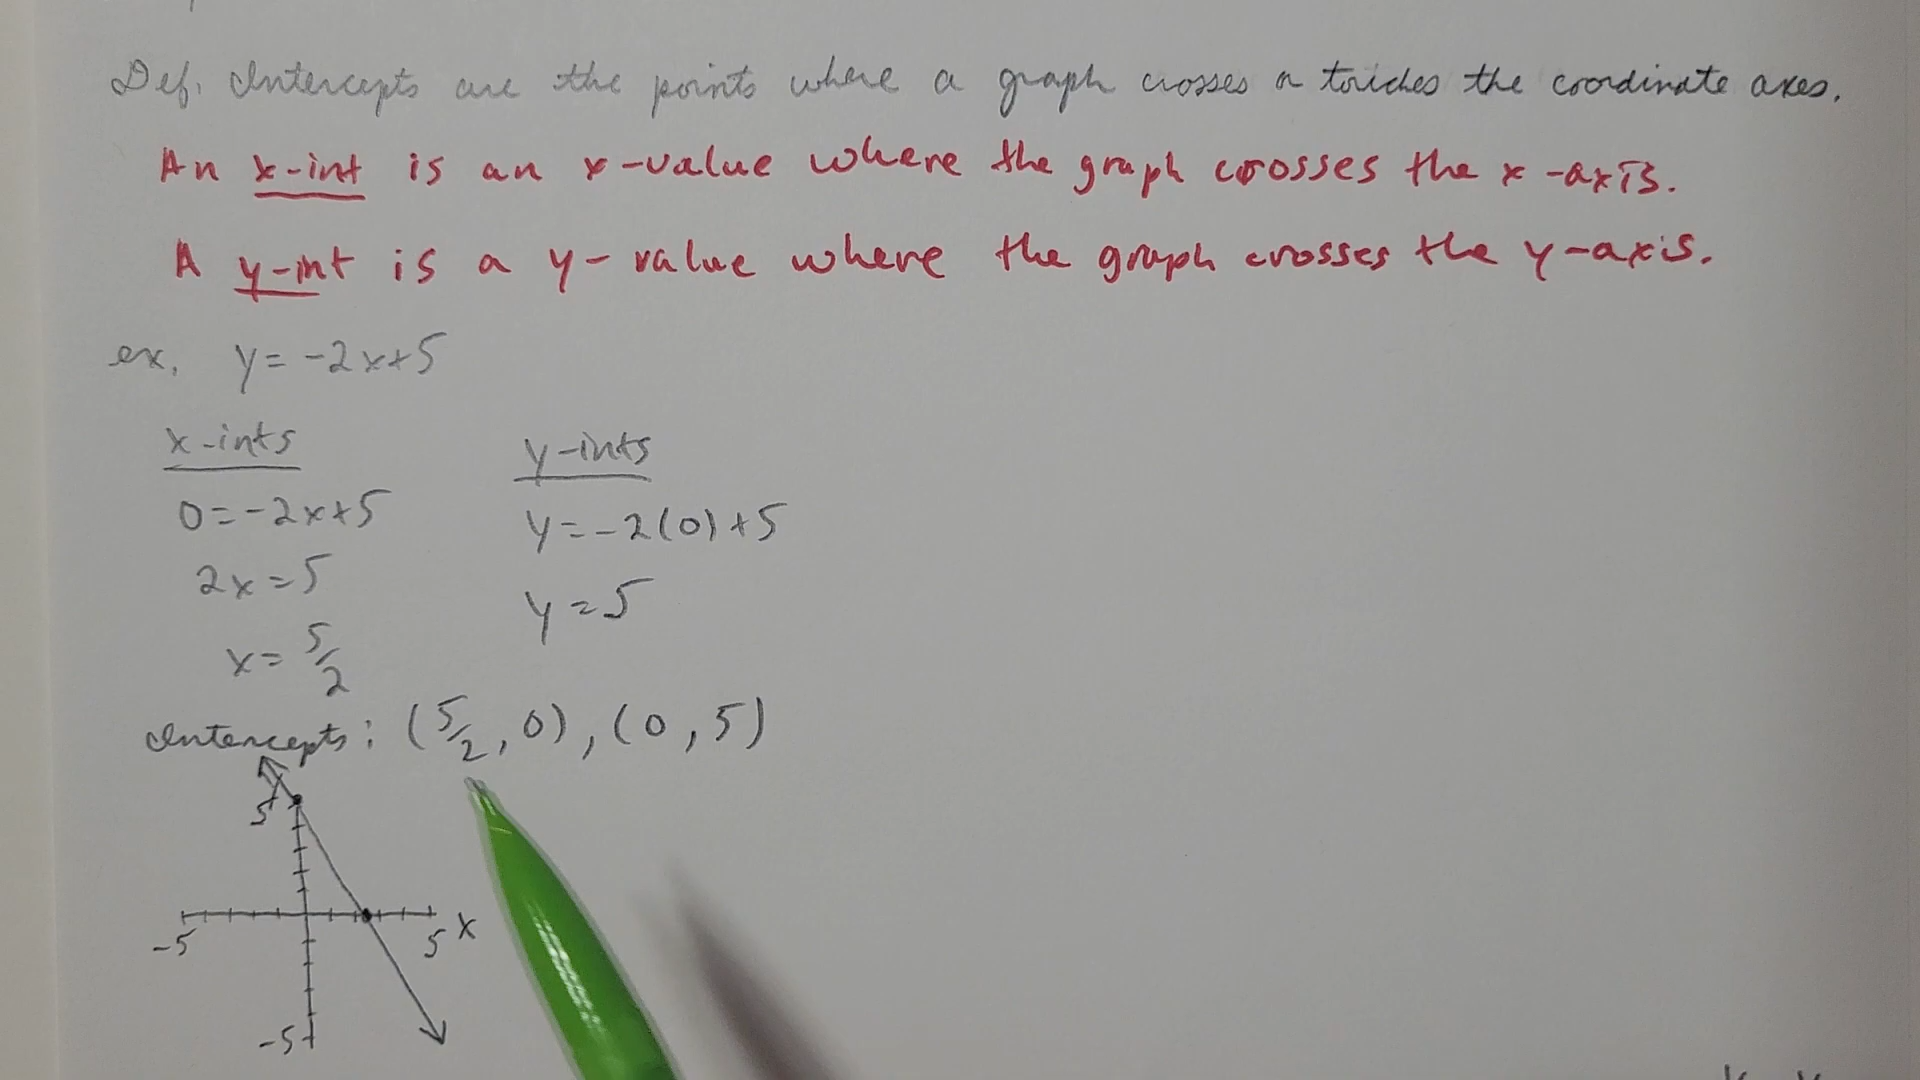 Def. Intercepts are the points where a graph crosses or touches the coordinate axes.
An x-int is an x-value where the graph crosses the x-axis.
A y-int is a y-value where the graph crosses the y-axis.
ex. y=-2x+5
x-ints
0=-2x+5
2x=5
x=5/2
y-ints
y=-2(0)+5
y=5
Intercepts: (5/2,0),(0,5)
5
-5
5 x
-5